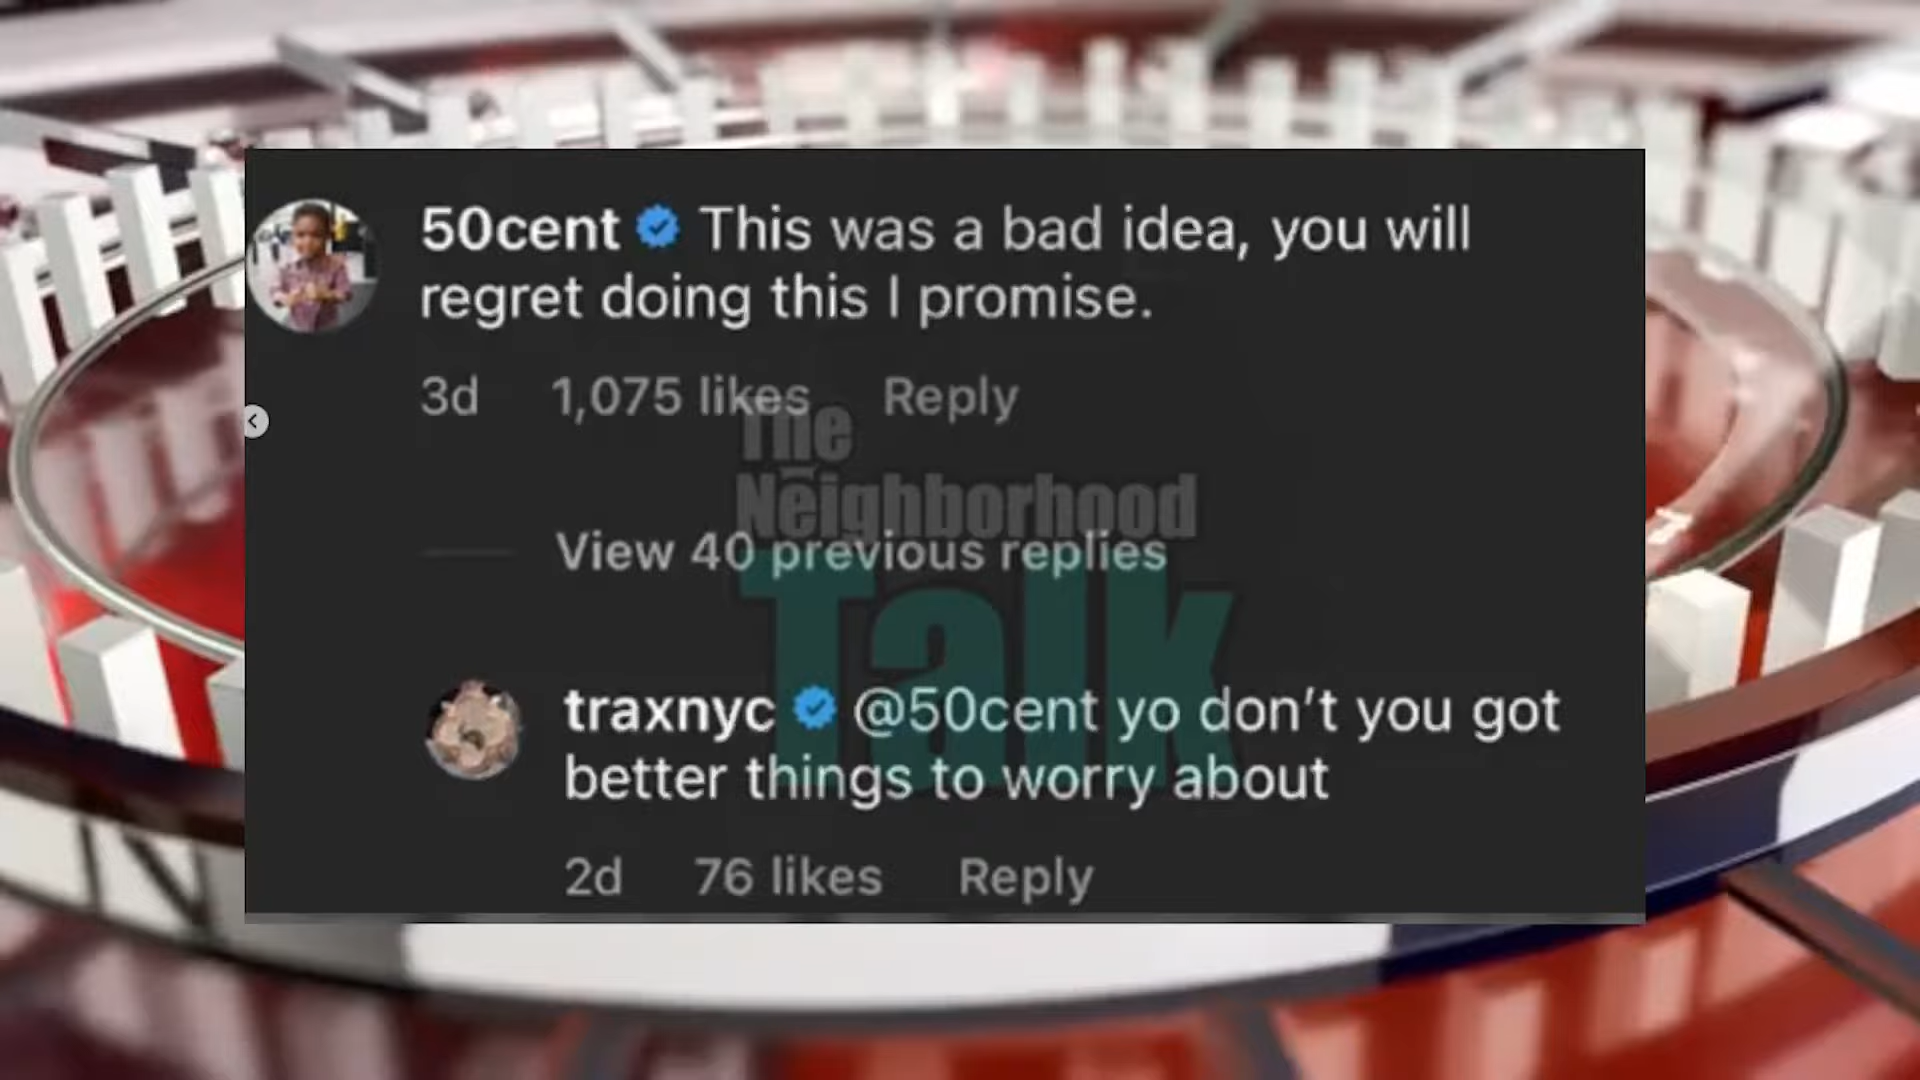 50cent This was a bad idea, you will
regret doing this I promise.
3d 1,075 likes Reply
The
Neighborhood
View 40 previous replies
Talk
traxnyc @50cent yo don’t you got
better things to worry about
2d 76 likes Reply